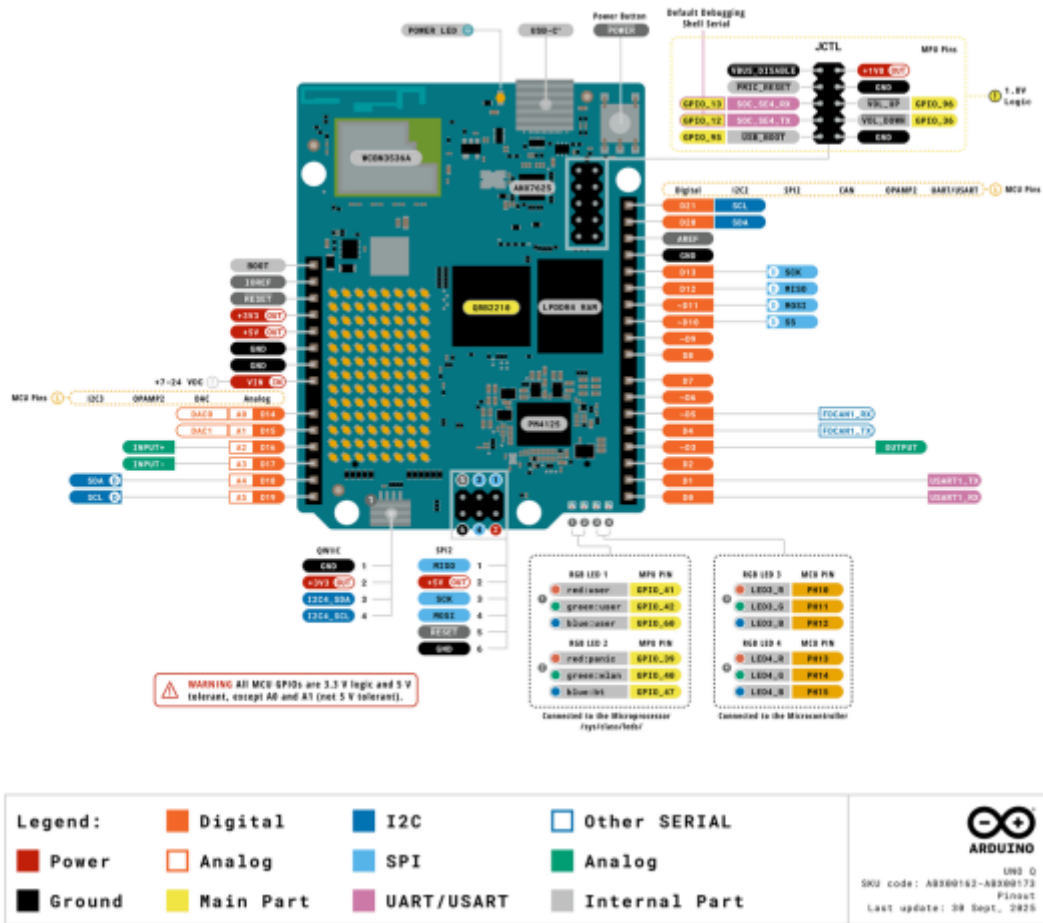 Power Button
Default Debugging
Shell Serial
POWER LED
USB-C®
POWER
JCTL
MPU Pins
VBUS_DISABLE
+1V8 OUT
PMIC_RESET
GND
GPIO_13 SOC_SE4_RX
VOL_UP GPIO_96
GPIO_12 SOC_SE4_TX
VOL_DOWN GPIO_36
USB_BOOT
GND
1.8V
Logic
WCBN3536A
ANX7625
QRB2210
LPDDR4 RAM
PM4125
Digital I2C2 SPI2 CAN OPAMP2 UART/USART MCU Pins
D21 SCL
D20 SDA
AREF
GND
D13 SCK
D12 MISO
~D11 MOSI
~D10 SS
~D9
D8
D7
~D6
~D5 FDCAN1_RX
D4 FDCAN1_TX
~D3 OUTPUT
D2
D1 USART1_TX
D0 USART1_RX
BOOT
IOREF
RESET
+3V3 OUT
+5V OUT
GND
GND
+7-24 VDC VIN IN
MCU Pins I2C3 OPAMP2 DAC Analog
DAC0 A0 D14
DAC1 A1 D15
INPUT+ A2 D16
INPUT- A3 D17
SDA A4 D18
SCL A5 D19
QWIIC
GND 1
+3V3 OUT 2
I2C4_SDA 3
I2C4_SCL 4
SPI2
MISO 1
+5V OUT 2
SCK 3
MOSI 4
RESET 5
GND 6
RGB LED 1 MPU PIN
red:user GPIO_41
green:user GPIO_42
blue:user GPIO_60
RGB LED 2 MPU PIN
red:panic GPIO_39
green:wlan GPIO_40
blue:bt GPIO_47
Connected to the Microprocessor
/sys/class/leds/
RGB LED 3 MCU PIN
LED3_R PH10
LED3_G PH11
LED3_B PH12
RGB LED 4 MCU PIN
LED4_R PH13
LED4_G PH14
LED4_B PH15
Connected to the Microcontroller
WARNING All MCU GPIOs are 3.3 V logic and 5 V
tolerant, except A0 and A1 (not 5 V tolerant).
Legend:
Digital
I2C
Other SERIAL
Power
Analog
SPI
Analog
Ground
Main Part
UART/USART
Internal Part
ARDUINO
UNO Q
SKU code: ABX00162-ABX00173
Pinout
Last update: 30 Sept, 2025